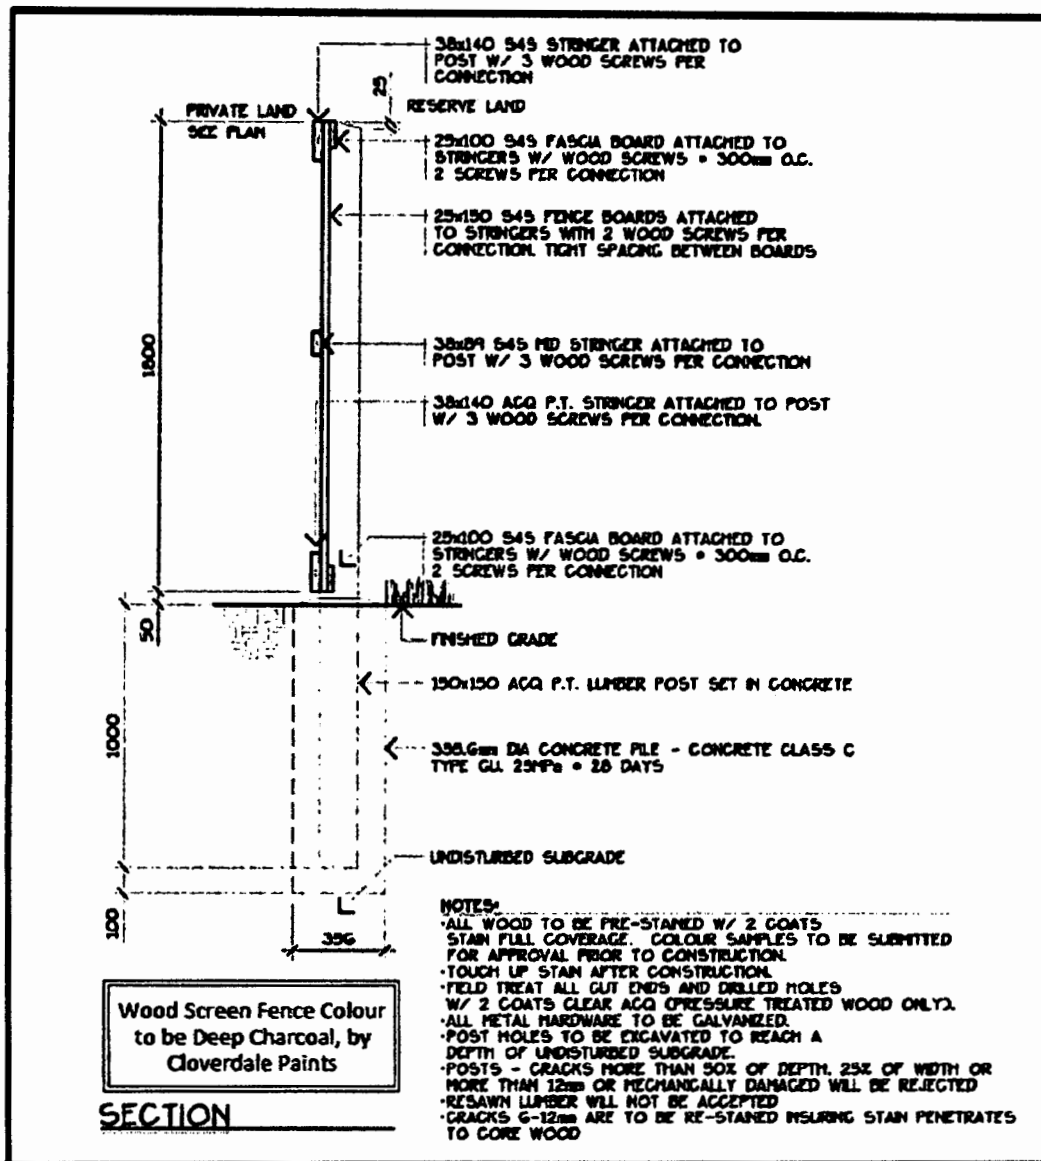 38x140 S4S STRINGER ATTACHED TO
POST W/ 3 WOOD SCREWS PER
CONNECTION
25
PRIVATE LAND
SEE PLAN
RESERVE LAND
25x100 S4S FASCIA BOARD ATTACHED TO
STRINGERS W/ WOOD SCREWS • 300mm O.C.
2 SCREWS PER CONNECTION
25x150 S4S FENCE BOARDS ATTACHED
TO STRINGERS WITH 2 WOOD SCREWS PER
CONNECTION. TIGHT SPACING BETWEEN BOARDS
1800
38x89 S4S MID STRINGER ATTACHED TO
POST W/ 3 WOOD SCREWS PER CONNECTION
38x140 ACQ P.T. STRINGER ATTACHED TO POST
W/ 3 WOOD SCREWS PER CONNECTION.
25x100 S4S FASCIA BOARD ATTACHED TO
STRINGERS W/ WOOD SCREWS • 300mm O.C.
2 SCREWS PER CONNECTION
50
FINISHED GRADE
150x150 ACQ P.T. LUMBER POST SET IN CONCRETE
1000
355.6mm DIA CONCRETE PILE - CONCRETE CLASS C
TYPE GU, 25MPa • 28 DAYS
UNDISTURBED SUBGRADE
100
356
NOTES:
•ALL WOOD TO BE PRE-STAINED W/ 2 COATS
STAIN FULL COVERAGE. COLOUR SAMPLES TO BE SUBMITTED
FOR APPROVAL PRIOR TO CONSTRUCTION.
•TOUCH UP STAIN AFTER CONSTRUCTION.
•FIELD TREAT ALL CUT ENDS AND DRILLED HOLES
W/ 2 COATS CLEAR ACQ (PRESSURE TREATED WOOD ONLY).
•ALL METAL HARDWARE TO BE GALVANIZED.
•POST HOLES TO BE EXCAVATED TO REACH A
DEPTH OF UNDISTURBED SUBGRADE.
•POSTS - CRACKS MORE THAN 50% OF DEPTH, 25% OF WIDTH OR
MORE THAN 12mm OR MECHANICALLY DAMAGED WILL BE REJECTED
•RESAWN LUMBER WILL NOT BE ACCEPTED
•CRACKS 6-12mm ARE TO BE RE-STAINED INSURING STAIN PENETRATES
TO CORE WOOD
Wood Screen Fence Colour
to be Deep Charcoal, by
Cloverdale Paints
SECTION